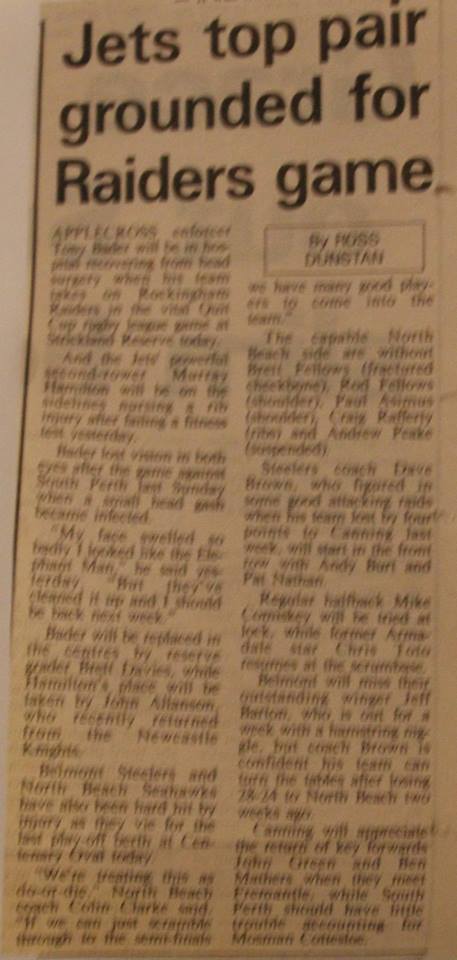 Jets top pair
grounded for
Raiders game
APPLECROSS enforcer
Tony Bader will be in hos-
pital recovering from head
surgery when his team
takes on Rockingham
Raiders in the vital Quit
Cup rugby league game at
Strickland Reserve today.
And the Jets' powerful
second-rower Murray
Hamilton will be on the
sidelines nursing a rib
injury after failing a fitness
test yesterday.
Bader lost vision in both
eyes after the game against
South Perth last Sunday
when a small head gash
became infected.
"My face swelled so
badly I looked like the Ele-
phant Man," he said yes-
terday. "But they've
cleaned it up and I should
be back next week."
Bader will be replaced in
the centres by reserve
grader Brett Davies, while
Hamilton's place will be
taken by John Allanson,
who recently returned
from the Newcastle
Knights.
Belmont Steelers and
North Beach Seahawks
have also been hard hit by
injury as they vie for the
last play-off berth at Cen-
tenary Oval today.
"We're treating this as
do-or-die," North Beach
coach Colin Clarke said.
"If we can just scramble
through to the semi-finals
By ROSS
DUNSTAN
we have many good play-
ers to come into the
team."
The capable North
Beach side are without
Brett Fellows (fractured
cheekbone), Rod Fellows
(shoulder), Paul Asimus
(shoulder), Craig Rafferty
(ribs) and Andrew Peake
(suspended).
Steelers coach Dave
Brown, who figured in
some good attacking raids
when his team lost by four
points to Canning last
week, will start in the front
row with Andy Burt and
Pat Nathan.
Regular halfback Mike
Comiskey will be tried at
lock, while former Arma-
dale star Chris Toto
resumes at the scrumbase.
Belmont will miss their
outstanding winger Jeff
Barton, who is out for a
week with a hamstring nig-
gle, but coach Brown is
confident his team can
turn the tables after losing
28-24 to North Beach two
weeks ago.
Canning will appreciate
the return of key forwards
John Green and Ben
Mathers when they meet
Fremantle, while South
Perth should have little
trouble accounting for
Mosman Cottesloe.